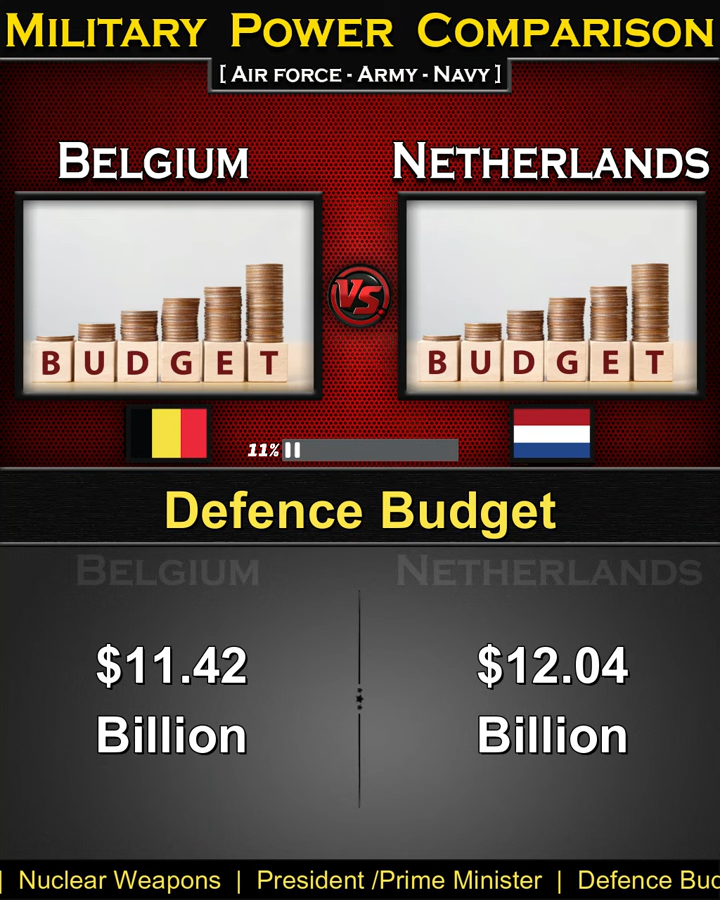 MILITARY POWER COMPARISON
[ AIR FORCE - ARMY - NAVY ]
BELGIUM
NETHERLANDS
BUDGET
VS.
BUDGET
11%
Defence Budget
BELGIUM
NETHERLANDS
$11.42
Billion
$12.04
Billion
| Nuclear Weapons | President /Prime Minister | Defence Buc